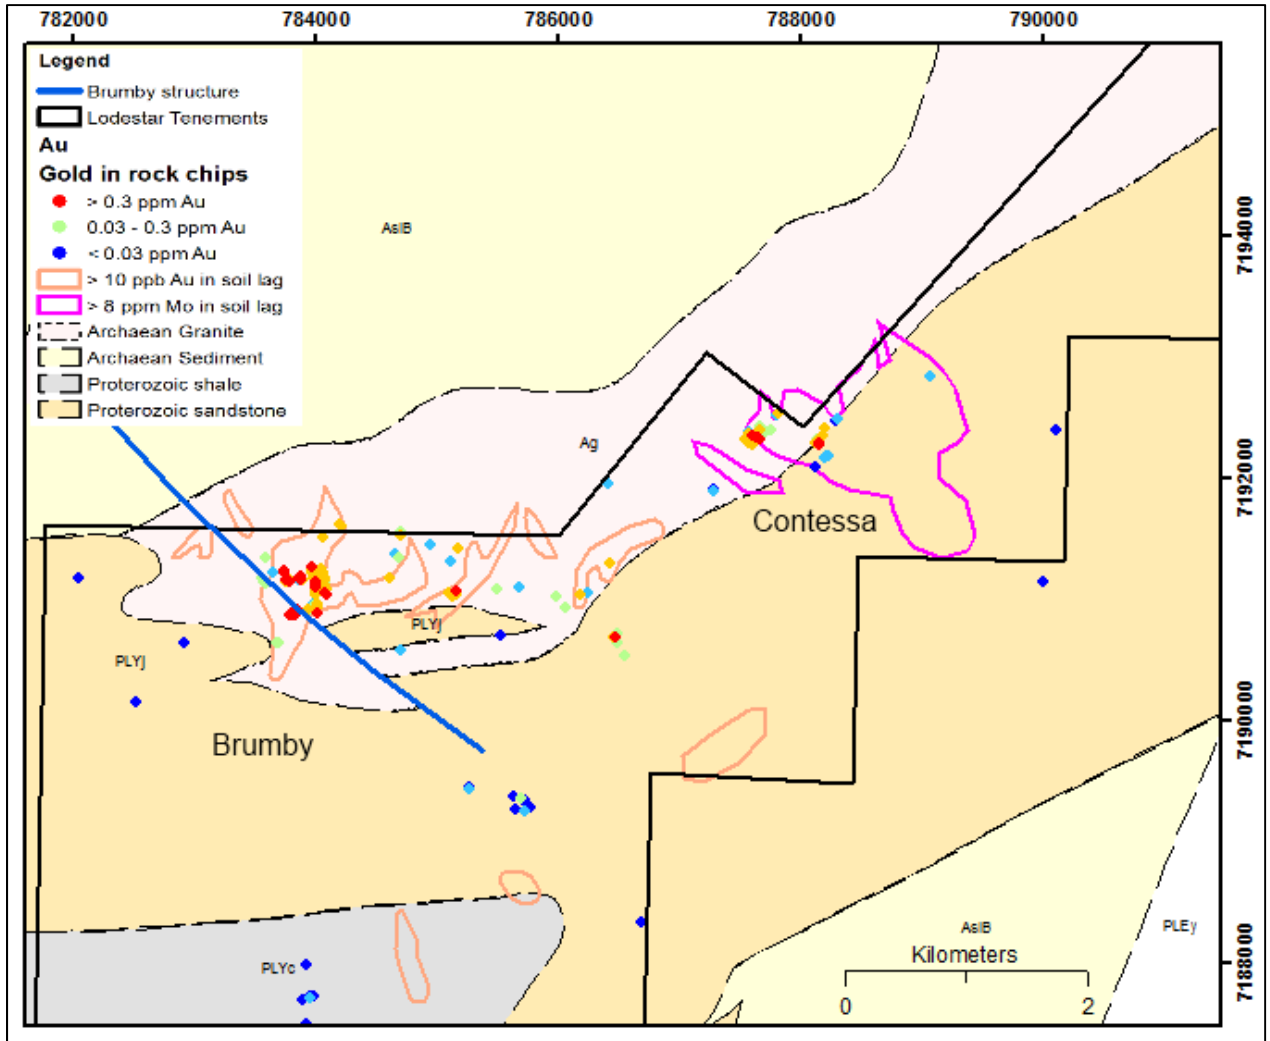 782000 784000 786000 788000 790000
Legend
Brumby structure
Lodestar Tenements
Au
Gold in rock chips
> 0.3 ppm Au
0.03 - 0.3 ppm Au
< 0.03 ppm Au
> 10 ppb Au in soil lag
> 8 ppm Mo in soil lag
Archaean Granite
Archaean Sediment
Proterozoic shale
Proterozoic sandstone
AsIB
7194000
Ag
7192000
Contessa
PLYj
PLYj
Brumby
7190000
AsIB
PLEy
Kilometers
PLYc
7188000
0 2